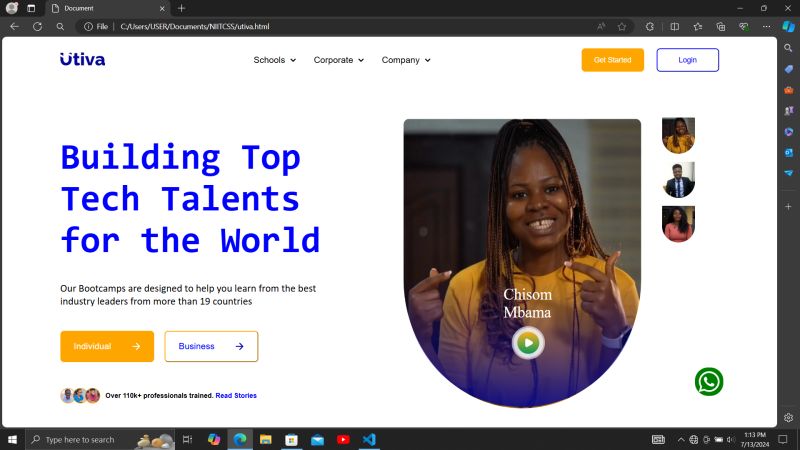 Document
File
C:/Users/USER/Documents/NIITCSS/utiva.html
utiva
Schools
Corporate
Company
Get Started
Login
Building Top
Tech Talents
for the World
Our Bootcamps are designed to help you learn from the best
industry leaders from more than 19 countries
Individual
Business
Chisom
Mbama
Over 110k+ professionals trained. Read Stories
Type here to search
1:13 PM
7/13/2024